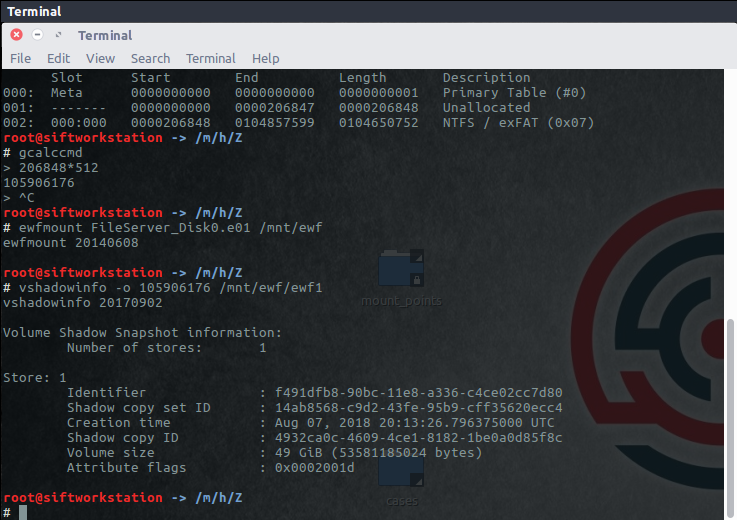 Terminal
Terminal
File Edit View Search Terminal Help
Slot Start End Length Description
000: Meta 0000000000 0000000000 0000000001 Primary Table (#0)
001: ------- 0000000000 0000206847 0000206848 Unallocated
002: 000:000 0000206848 0104857599 0104650752 NTFS / exFAT (0x07)
root@siftworkstation -> /m/h/Z
# gcalccmd
> 206848*512
105906176
> ^C
root@siftworkstation -> /m/h/Z
# ewfmount FileServer_Disk0.e01 /mnt/ewf
ewfmount 20140608
root@siftworkstation -> /m/h/Z
# vshadowinfo -o 105906176 /mnt/ewf/ewf1
mount_points
vshadowinfo 20170902
Volume Shadow Snapshot information:
Number of stores: 1
Store: 1
Identifier : f491dfb8-90bc-11e8-a336-c4ce02cc7d80
Shadow copy set ID : 14ab8568-c9d2-43fe-95b9-cff35620ecc4
Creation time : Aug 07, 2018 20:13:26.796375000 UTC
Shadow copy ID : 4932ca0c-4609-4ce1-8182-1be0a0d85f8c
Volume size : 49 GiB (53581185024 bytes)
Attribute flags : 0x0002001d
root@siftworkstation -> /m/h/Z
cases
#